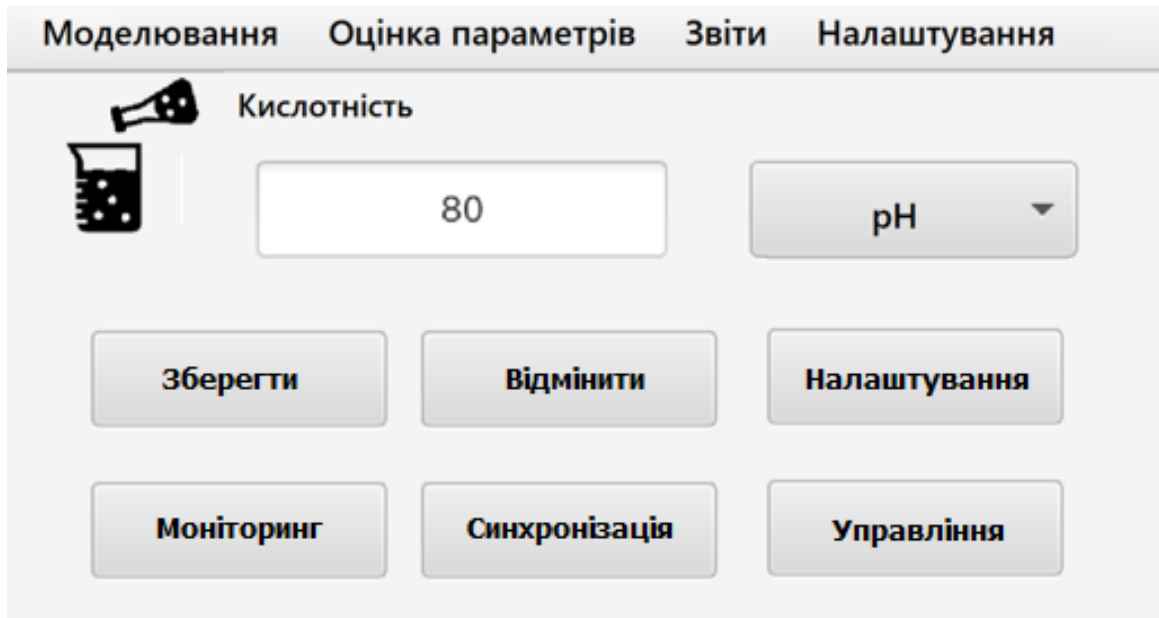 Моделювання Оцінка параметрів Звіти Налаштування
Кислотність
80 pH
Зберегти Відмінити Налаштування
Моніторинг Синхронізація Управління